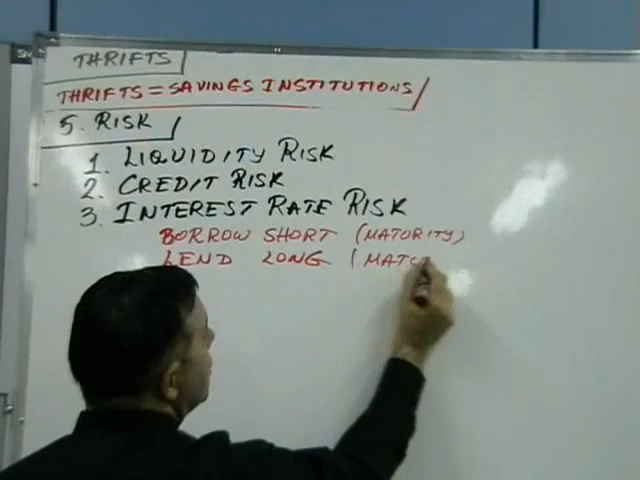 THRIFTS
THRIFTS = SAVINGS INSTITUTIONS
5. RISK
1. LIQUIDITY RISK
2. CREDIT RISK
3. INTEREST RATE RISK
BORROW SHORT (MATURITY)
LEND LONG (MATU